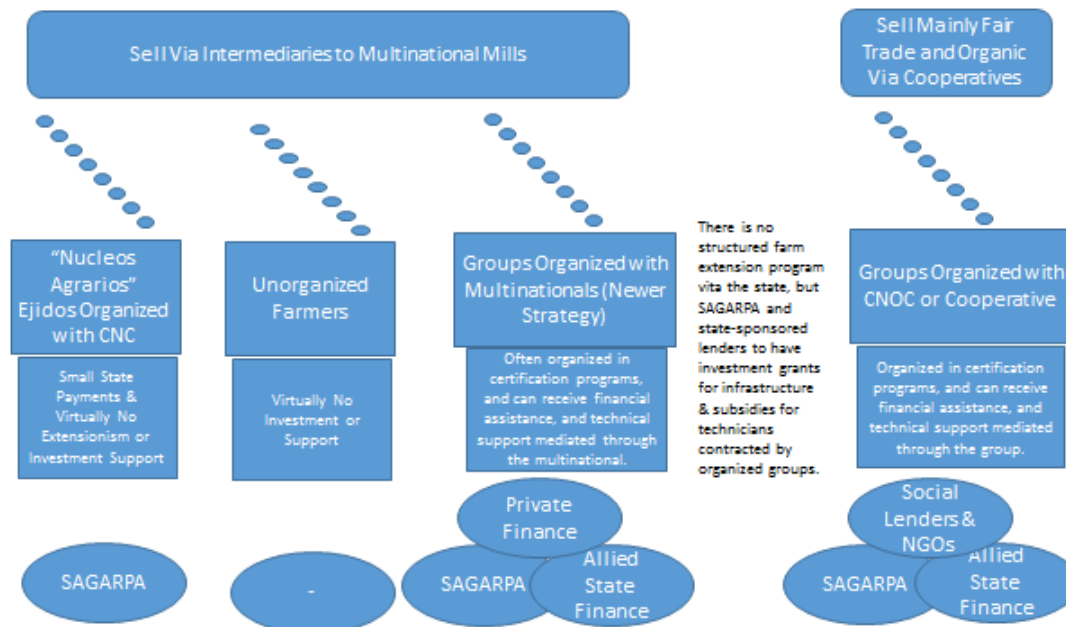 Sell Via Intermediaries to Multinational Mills
Sell Mainly Fair
Trade and Organic
Via Cooperatives
“Nucleos
Agrarios”
Ejidos Organized
with CNC
Small State
Payments &
Virtually No
Extensionism or
Investment Support
SAGARPA
Unorganized
Farmers
Virtually No
Investment or
Support
-
Groups Organized with
Multinationals (Newer
Strategy)
Often organized in
certification programs,
and can receive financial
assistance, and technical
support mediated through
the multinational.
Private
Finance
SAGARPA
Allied
State
Finance
There is no
structured farm
extension program
vita the state, but
SAGARPA and
state-sponsored
lenders to have
investment grants
for infrastructure
& subsidies for
technicians
contracted by
organized groups.
Groups Organized with
CNOC or Cooperative
Organized in certification
programs, and can receive
financial assistance, and
technical support mediated
through the group.
Social
Lenders &
NGOs
SAGARPA
Allied
State
Finance